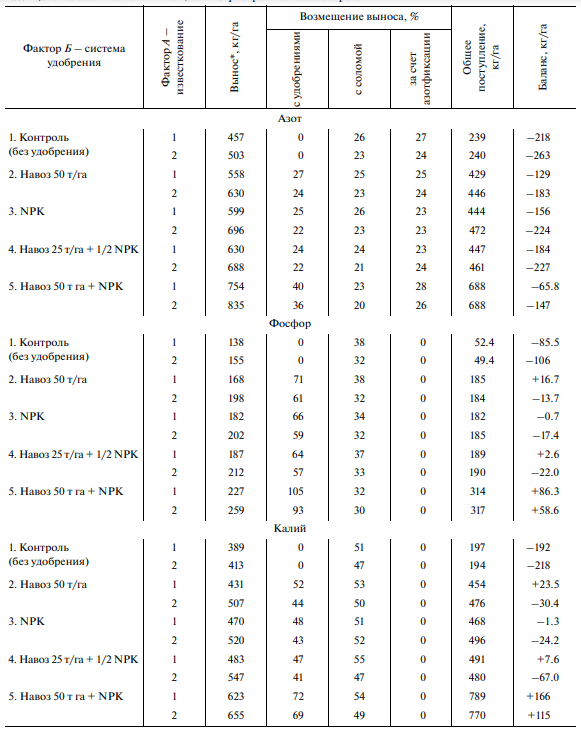 Фактор Б – система удобрения | Фактор А – известкование | Вынос*, кг/га | Возмещение выноса, % | Общее поступление, кг/га | Баланс, кг/га
с удобрениями | с соломой | за счет азотфиксации
Азот
1. Контроль 1 457 0 26 27 239 –218
(без удобрения) 2 503 0 23 24 240 –263
2. Навоз 50 т/га 1 558 27 25 25 429 –129
2 630 24 23 24 446 –183
3. NPK 1 599 25 26 23 444 –156
2 696 22 23 23 472 –224
4. Навоз 25 т/га + 1/2 NPK 1 630 24 24 23 447 –184
2 688 22 21 24 461 –227
5. Навоз 50 т га + NPK 1 754 40 23 28 688 –65.8
2 835 36 20 26 688 –147
Фосфор
1. Контроль 1 138 0 38 0 52.4 –85.5
(без удобрения) 2 155 0 32 0 49.4 –106
2. Навоз 50 т/га 1 168 71 38 0 185 +16.7
2 198 61 32 0 184 –13.7
3. NPK 1 182 66 34 0 182 –0.7
2 202 59 32 0 185 –17.4
4. Навоз 25 т/га + 1/2 NPK 1 187 64 37 0 189 +2.6
2 212 57 33 0 190 –22.0
5. Навоз 50 т га + NPK 1 227 105 32 0 314 +86.3
2 259 93 30 0 317 +58.6
Калий
1. Контроль 1 389 0 51 0 197 –192
(без удобрения) 2 413 0 47 0 194 –218
2. Навоз 50 т/га 1 431 52 53 0 454 +23.5
2 507 44 50 0 476 –30.4
3. NPK 1 470 48 51 0 468 –1.3
2 520 43 52 0 496 –24.2
4. Навоз 25 т/га + 1/2 NPK 1 483 47 55 0 491 +7.6
2 547 41 47 0 480 –67.0
5. Навоз 50 т га + NPK 1 623 72 54 0 789 +166
2 655 69 49 0 770 +115